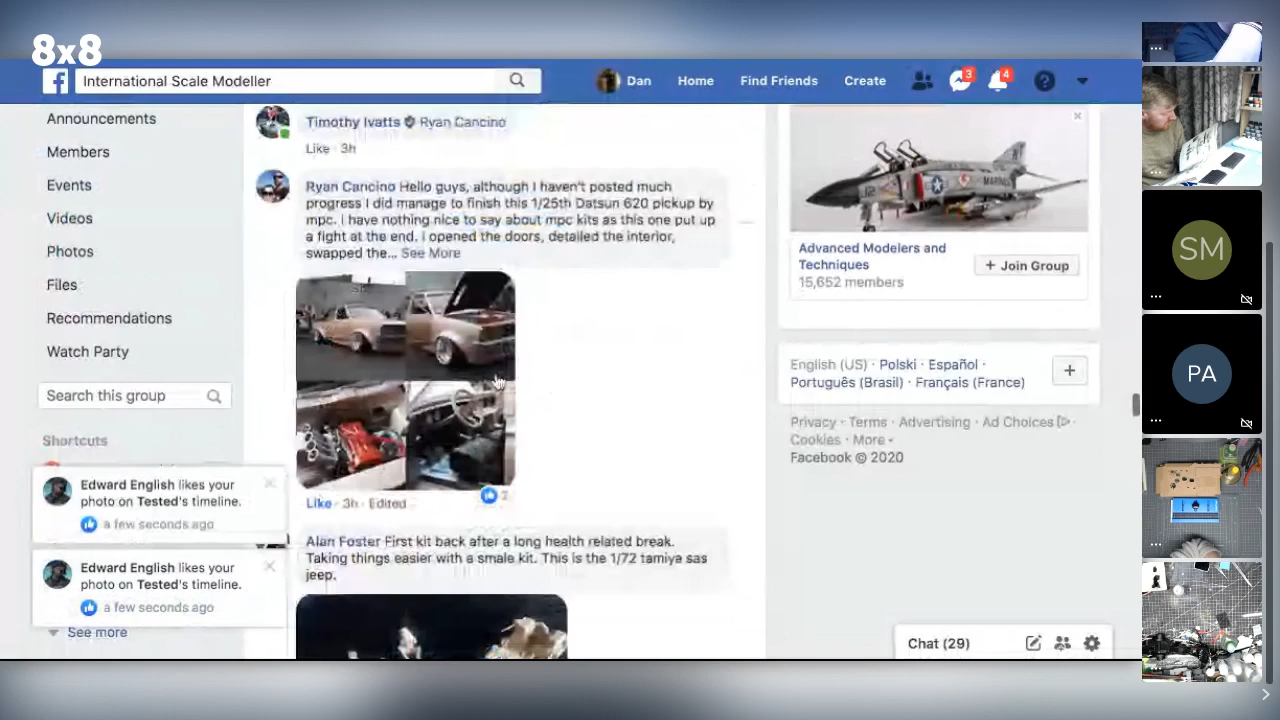 8x8
International Scale Modeller
Dan
Home
Find Friends
Create
3
4
Announcements
Members
Events
Videos
Photos
Files
Recommendations
Watch Party
Search this group
Shortcuts
Edward English likes your
photo on Tested's timeline.
a few seconds ago
Edward English likes your
photo on Tested's timeline.
a few seconds ago
See more
Timothy Ivatts Ryan Cancino
Like · 3h
Ryan Cancino Hello guys, although I haven't posted much
progress I did manage to finish this 1/25th Datsun 620 pickup by
mpc. I have nothing nice to say about mpc kits as this one put up
a fight at the end. I opened the doors, detailed the interior,
swapped the... See More
Like · 3h · Edited
2
Alan Foster First kit back after a long health related break.
Taking things easier with a smale kit. This is the 1/72 tamiya sas
jeep.
MARINES
Advanced Modelers and
Techniques
15,652 members
+ Join Group
English (US) · Polski · Español ·
Português (Brasil) · Français (France)
Privacy · Terms · Advertising · Ad Choices ·
Cookies · More
Facebook © 2020
Chat (29)
SM
PA